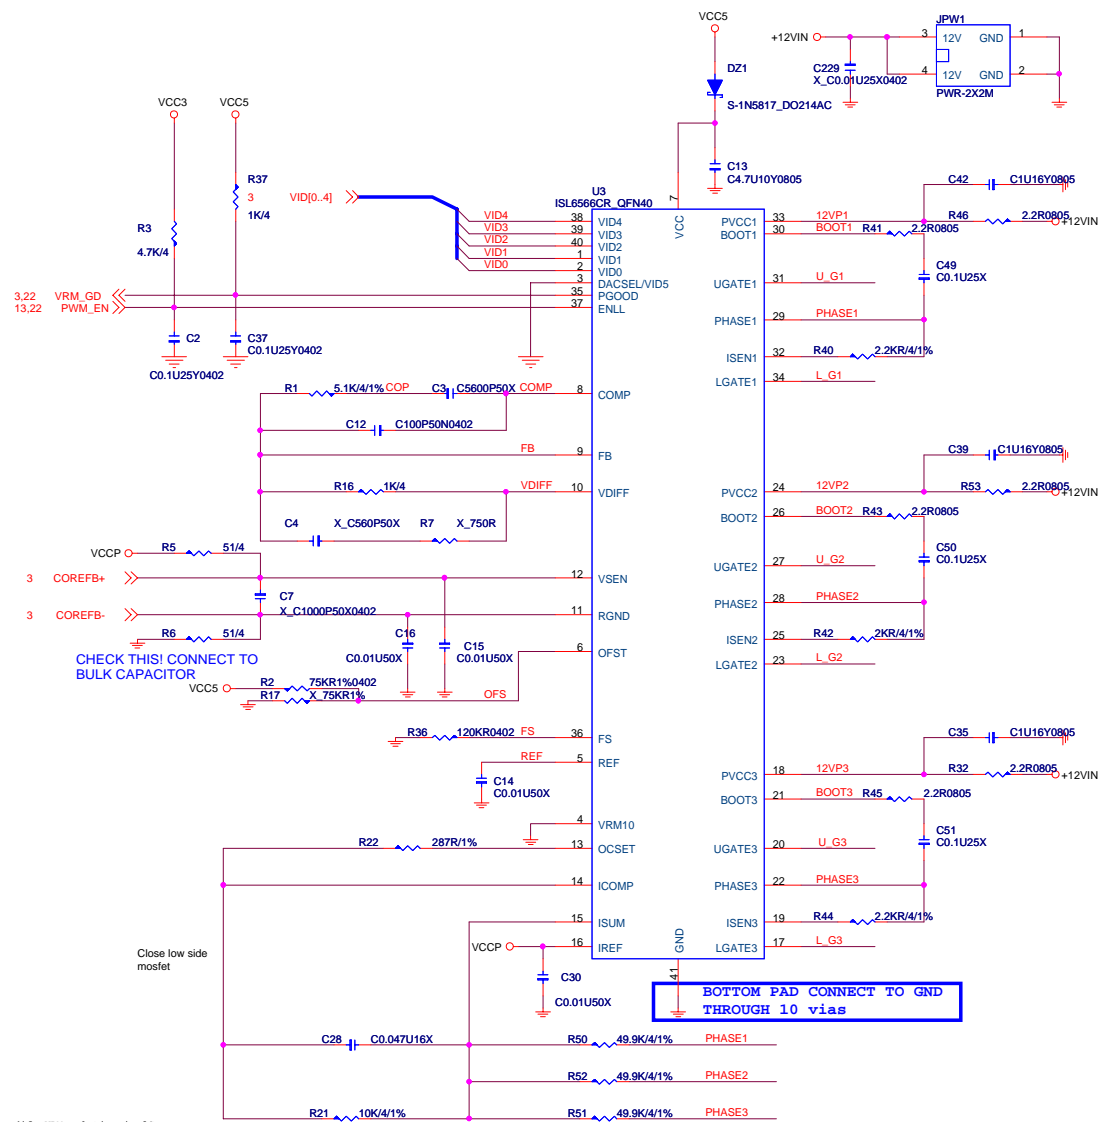 VCC5
+12VIN
JPW1
3 12V GND 1
4 12V GND 2
PWR-2X2M
C229
X_C0.01U25X0402
DZ1
S-1N5817_DO214AC
C13
C4.7U10Y0805
VCC3
VCC5
R37
3
1K/4
R3
4.7K/4
VID[0..4]
U3
ISL6566CR_QFN40
7
VCC
VID4 38 VID4
VID3 39 VID3
VID2 40 VID2
VID1 1 VID1
VID0 2 VID0
3 DACSEL/VID5
3,22 VRM_GD 35 PGOOD
13,22 PWM_EN 37 ENLL
C2
C0.1U25Y0402
C37
C0.1U25Y0402
R1 5.1K/4/1% COP C3 C5600P50X COMP 8 COMP
C12 C100P50N0402
FB 9 FB
R16 1K/4 VDIFF 10 VDIFF
C4 X_C560P50X R7 X_750R
VCCP R5 51/4
3 COREFB+ 12 VSEN
C7
X_C1000P50X0402
3 COREFB- 11 RGND
R6 51/4
C16
C0.01U50X
C15
C0.01U50X
6 OFST
CHECK THIS! CONNECT TO
BULK CAPACITOR
VCC5 R2 75KR1%0402
R17 X_75KR1% OFS
R36 120KR0402 FS 36 FS
REF 5 REF
C14
C0.01U50X
4 VRM10
R22 287R/1% 13 OCSET
14 ICOMP
15 ISUM
VCCP 16 IREF
C30
C0.01U50X
Close low side
mosfet
C42 C1U16Y0805
PVCC1 33 12VP1 R46 2.2R0805 +12VIN
BOOT1 30 BOOT1 R41 2.2R0805
C49
C0.1U25X
UGATE1 31 U_G1
PHASE1 29 PHASE1
ISEN1 32 R40 2.2KR/4/1%
LGATE1 34 L_G1
C39 C1U16Y0805
PVCC2 24 12VP2 R53 2.2R0805 +12VIN
BOOT2 26 BOOT2 R43 2.2R0805
C50
C0.1U25X
UGATE2 27 U_G2
PHASE2 28 PHASE2
ISEN2 25 R42 2KR/4/1%
LGATE2 23 L_G2
C35 C1U16Y0805
PVCC3 18 12VP3 R32 2.2R0805 +12VIN
BOOT3 21 BOOT3 R45 2.2R0805
C51
C0.1U25X
UGATE3 20 U_G3
PHASE3 22 PHASE3
ISEN3 19 R44 2.2KR/4/1%
LGATE3 17 L_G3
GND
41
BOTTOM PAD CONNECT TO GND
THROUGH 10 vias
C28 C0.047U16X R50 49.9K/4/1% PHASE1
R52 49.9K/4/1% PHASE2
R21 10K/4/1% R51 49.9K/4/1% PHASE3